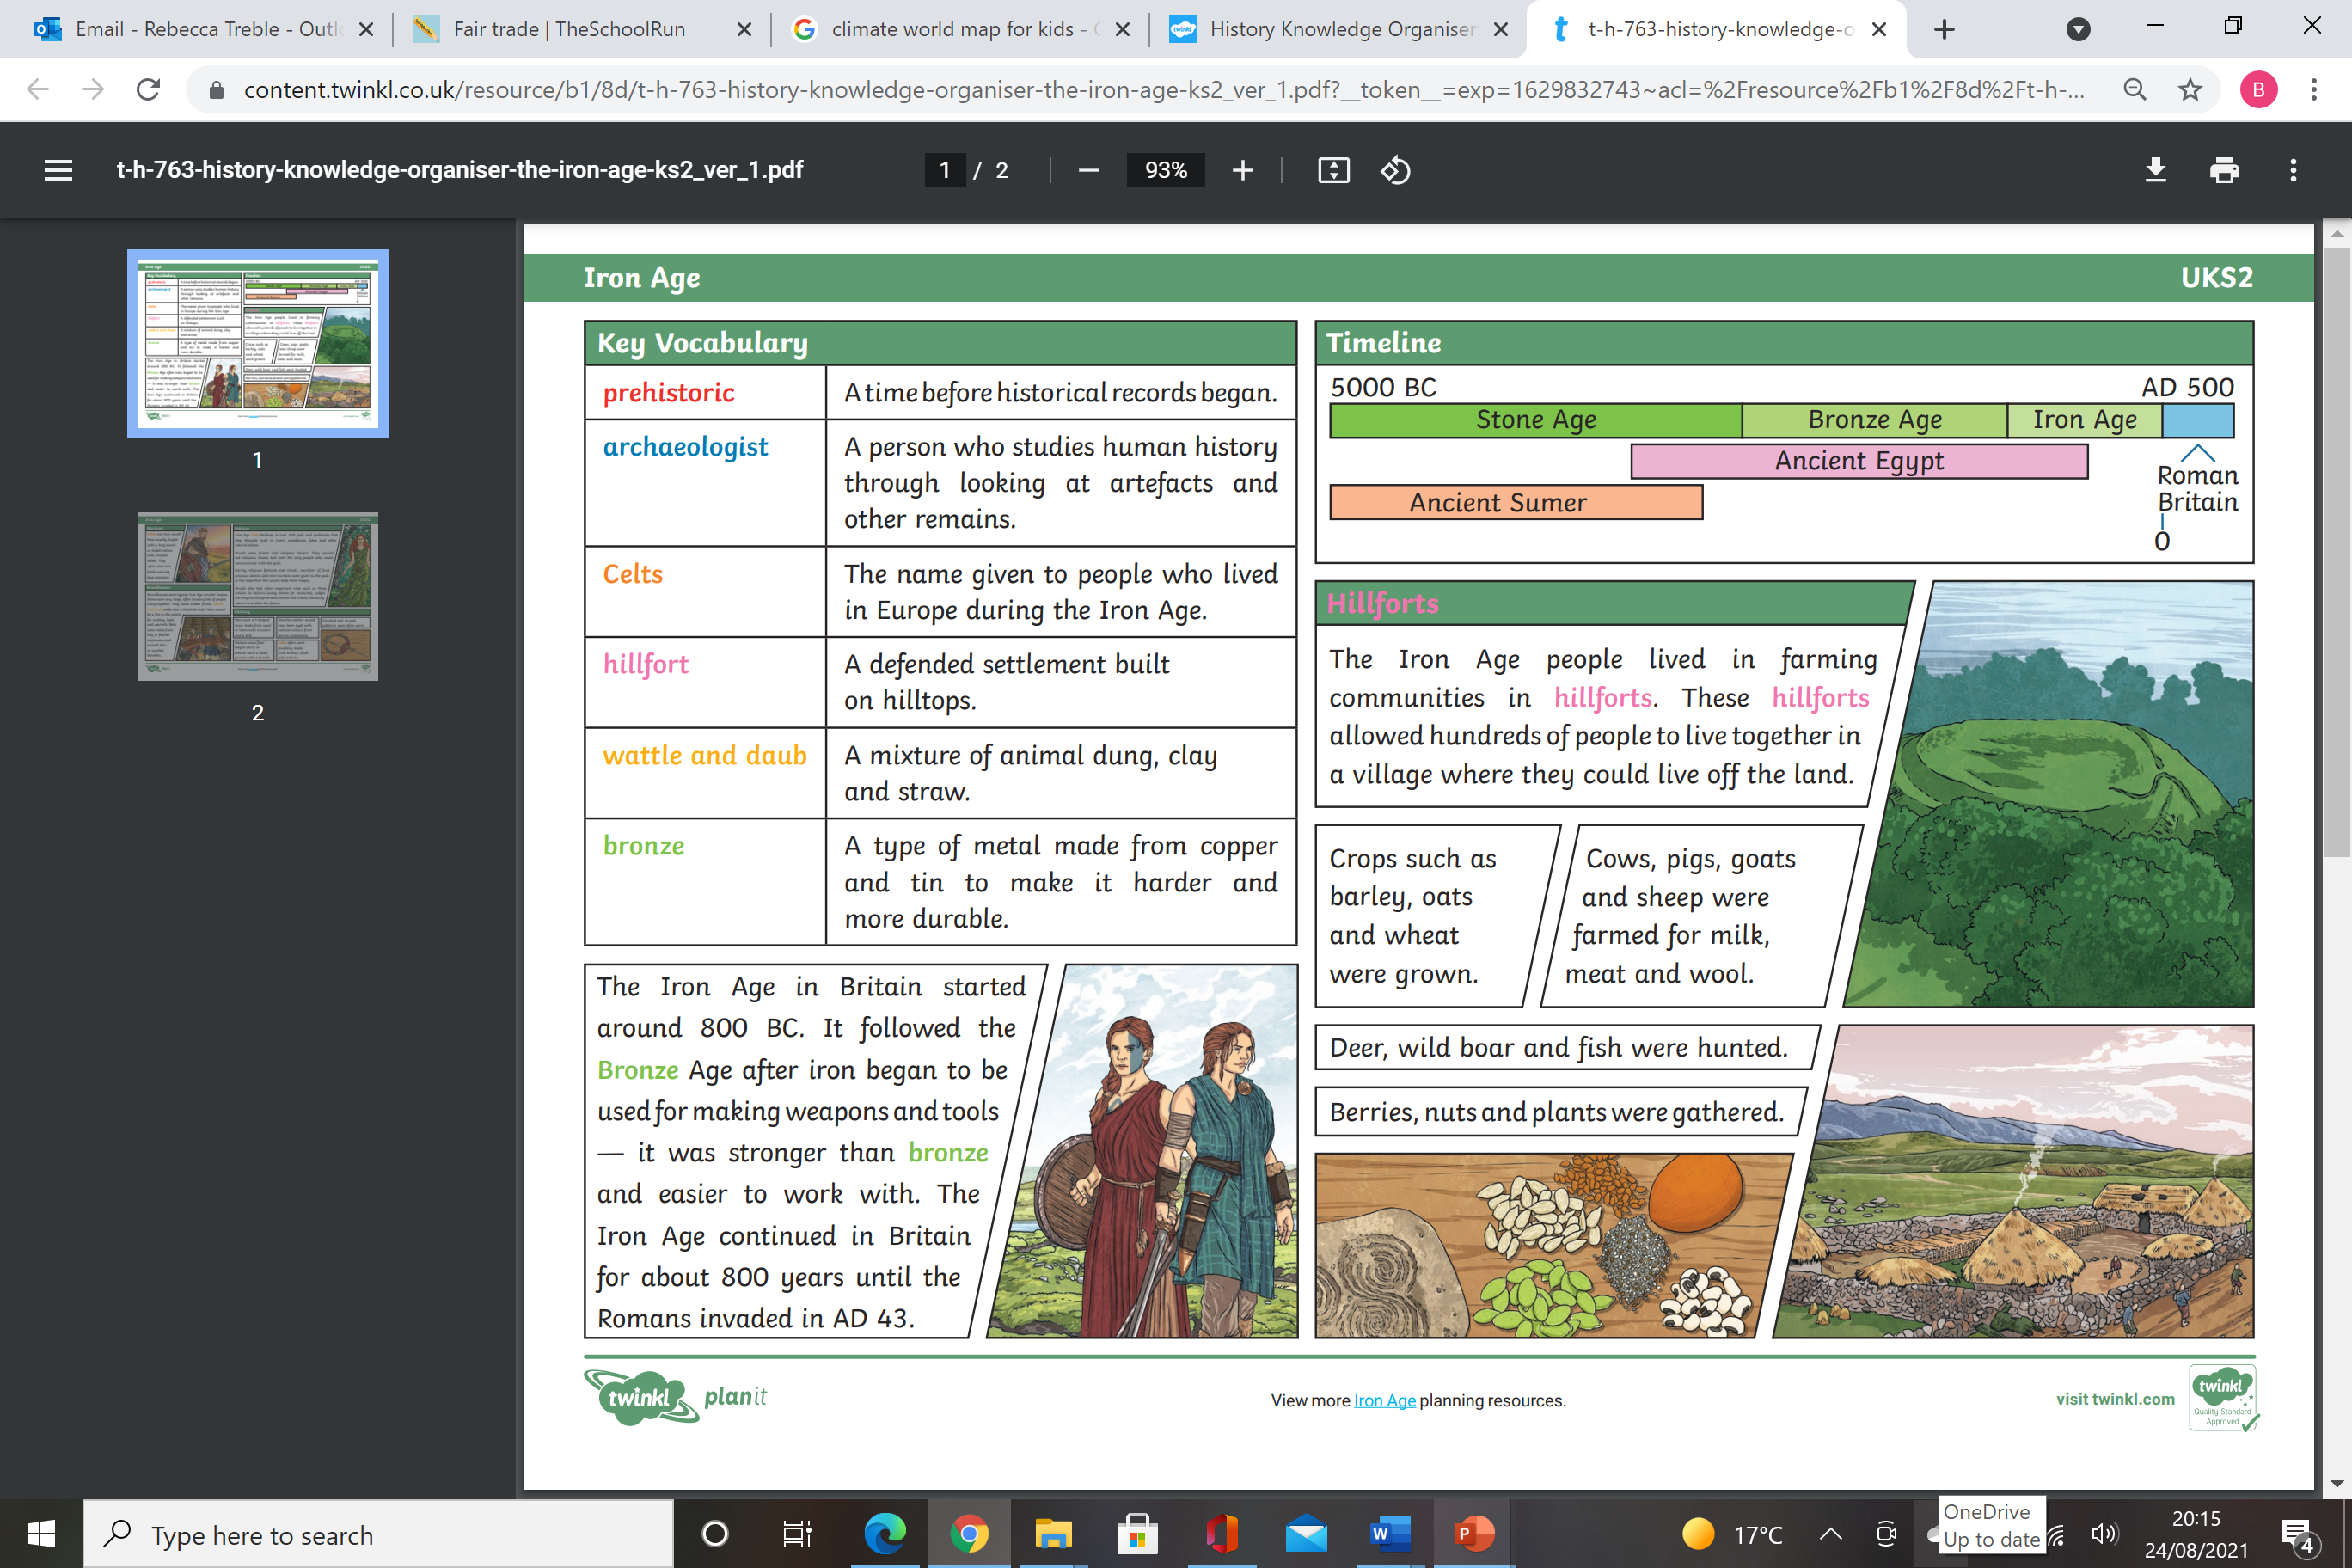 Email - Rebecca Treble - Outl
Fair trade | TheSchoolRun
climate world map for kids -
History Knowledge Organiser
t-h-763-history-knowledge-o
content.twinkl.co.uk/resource/b1/8d/t-h-763-history-knowledge-organiser-the-iron-age-ks2_ver_1.pdf?__token__=exp=1629832743~acl=%2Fresource%2Fb1%2F8d%2Ft-h-...
B
t-h-763-history-knowledge-organiser-the-iron-age-ks2_ver_1.pdf
1 / 2
93%
1
2
Iron Age
UKS2
Key Vocabulary
prehistoric
A time before historical records began.
archaeologist
A person who studies human history
through looking at artefacts and
other remains.
Celts
The name given to people who lived
in Europe during the Iron Age.
hillfort
A defended settlement built
on hilltops.
wattle and daub
A mixture of animal dung, clay
and straw.
bronze
A type of metal made from copper
and tin to make it harder and
more durable.
The Iron Age in Britain started
around 800 BC. It followed the
Bronze Age after iron began to be
used for making weapons and tools
— it was stronger than bronze
and easier to work with. The
Iron Age continued in Britain
for about 800 years until the
Romans invaded in AD 43.
Timeline
5000 BC
AD 500
Stone Age
Bronze Age
Iron Age
Ancient Egypt
Ancient Sumer
Roman
Britain
0
Hillforts
The Iron Age people lived in farming
communities in hillforts. These hillforts
allowed hundreds of people to live together in
a village where they could live off the land.
Crops such as
barley, oats
and wheat
were grown.
Cows, pigs, goats
and sheep were
farmed for milk,
meat and wool.
Deer, wild boar and fish were hunted.
Berries, nuts and plants were gathered.
twinkl planit
View more Iron Age planning resources.
visit twinkl.com
twinkl
Quality Standard
Approved
Type here to search
17°C
OneDrive
Up to date
20:15
24/08/2021
4